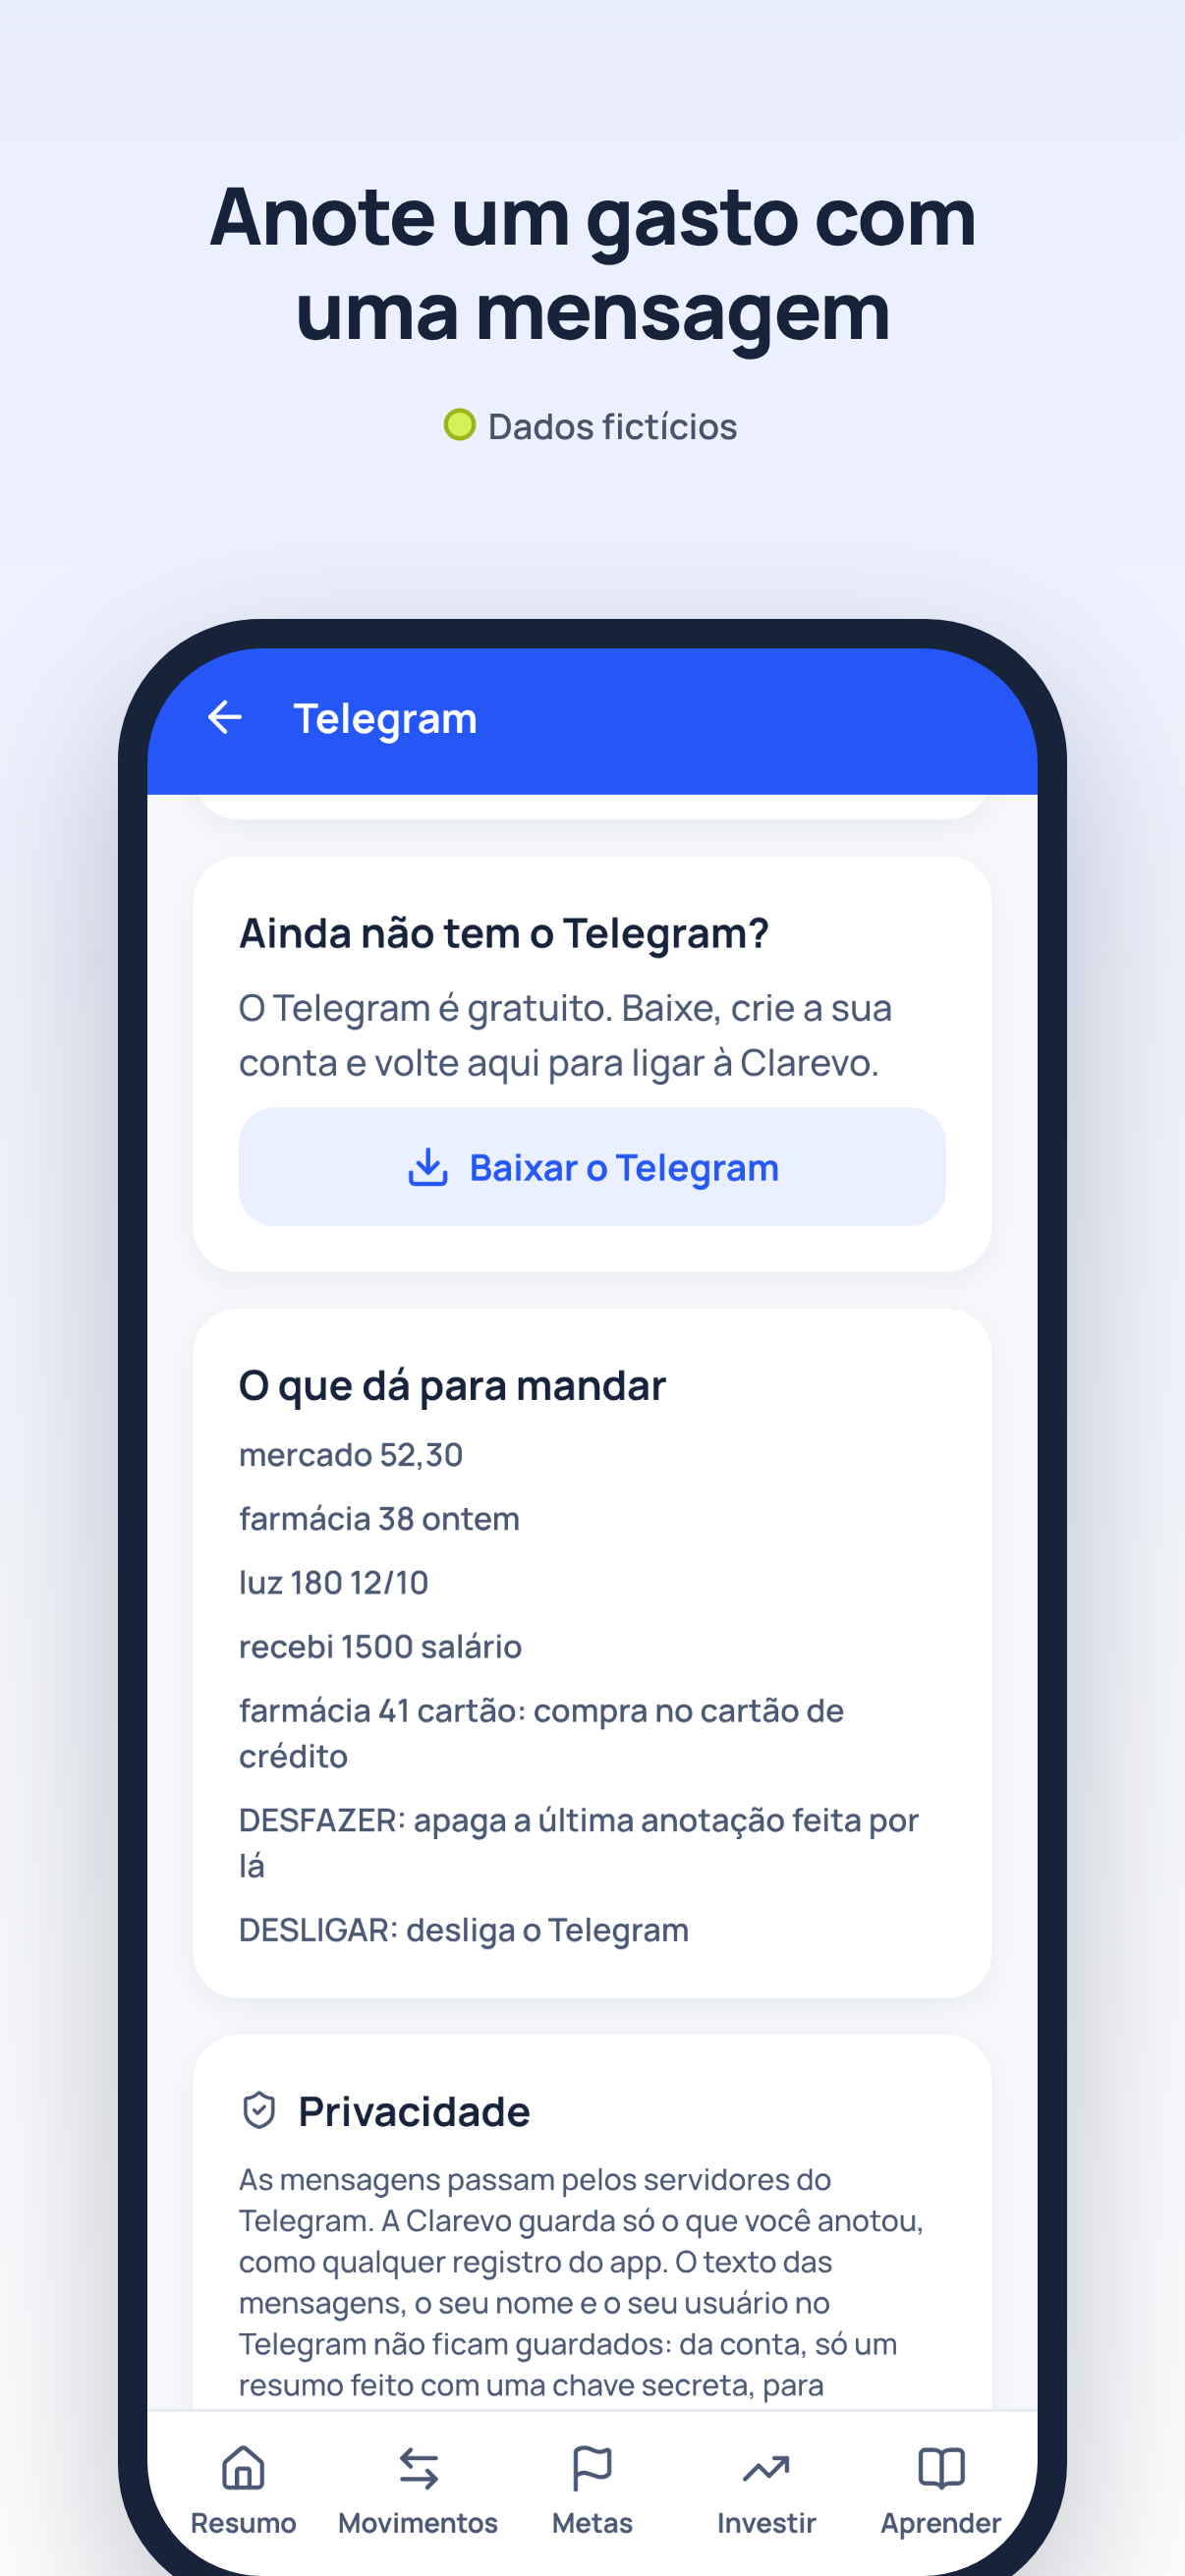 Anote um gasto com
uma mensagem
Dados fictícios
Telegram
Ainda não tem o Telegram?
O Telegram é gratuito. Baixe, crie a sua
conta e volte aqui para ligar à Clarevo.
Baixar o Telegram
O que dá para mandar
mercado 52,30
farmácia 38 ontem
luz 180 12/10
recebi 1500 salário
farmácia 41 cartão: compra no cartão de
crédito
DESFAZER: apaga a última anotação feita por
lá
DESLIGAR: desliga o Telegram
Privacidade
As mensagens passam pelos servidores do
Telegram. A Clarevo guarda só o que você anotou,
como qualquer registro do app. O texto das
mensagens, o seu nome e o seu usuário no
Telegram não ficam guardados: da conta, só um
resumo feito com uma chave secreta, para
Resumo
Movimentos
Metas
Investir
Aprender